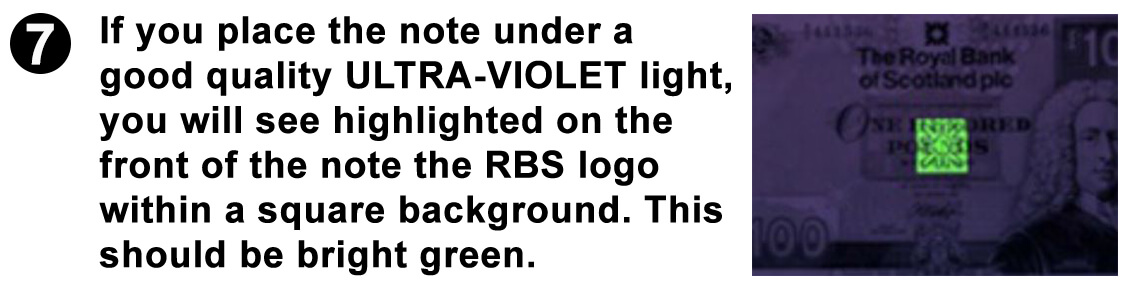 7
If you place the note under a
good quality ULTRA-VIOLET light,
you will see highlighted on the
front of the note the RBS logo
within a square background. This
should be bright green.
The Royal Bank
of Scotland plc
100